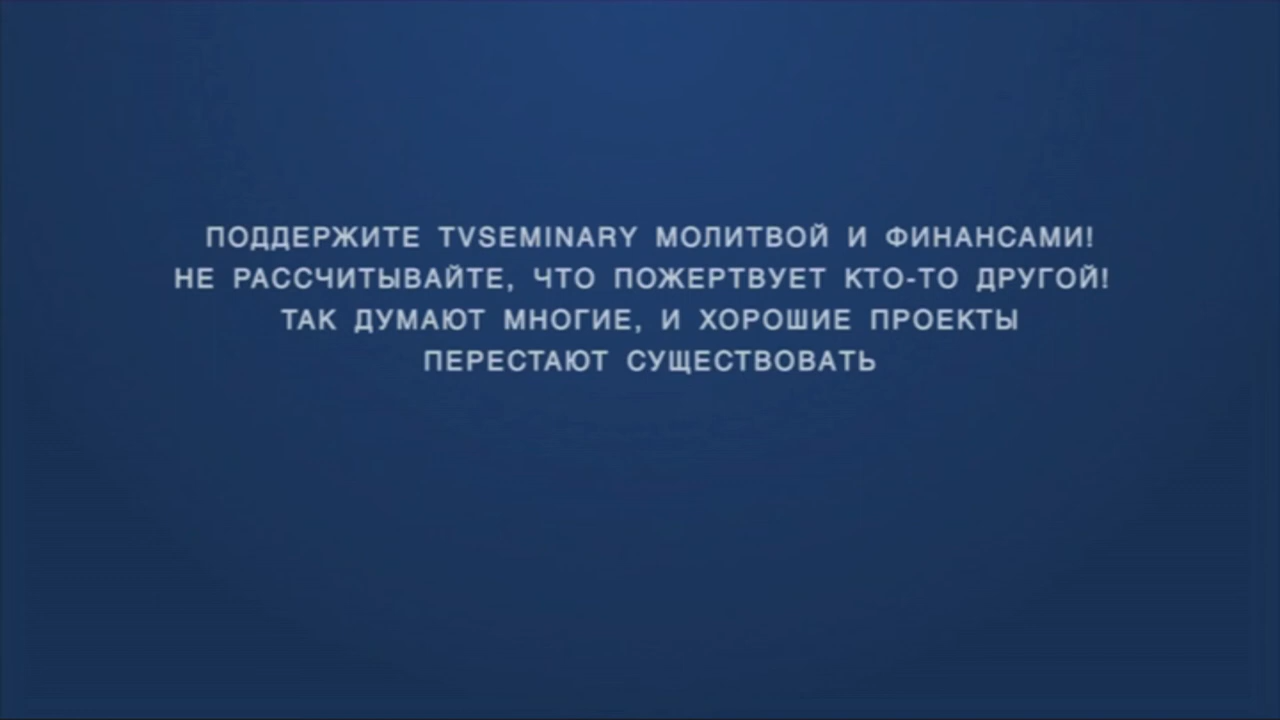 ПОДДЕРЖИТЕ TVSEMINARY МОЛИТВОЙ И ФИНАНСАМИ!
НЕ РАССЧИТЫВАЙТЕ, ЧТО ПОЖЕРТВУЕТ КТО-ТО ДРУГОЙ!
ТАК ДУМАЮТ МНОГИЕ, И ХОРОШИЕ ПРОЕКТЫ
ПЕРЕСТАЮТ СУЩЕСТВОВАТЬ